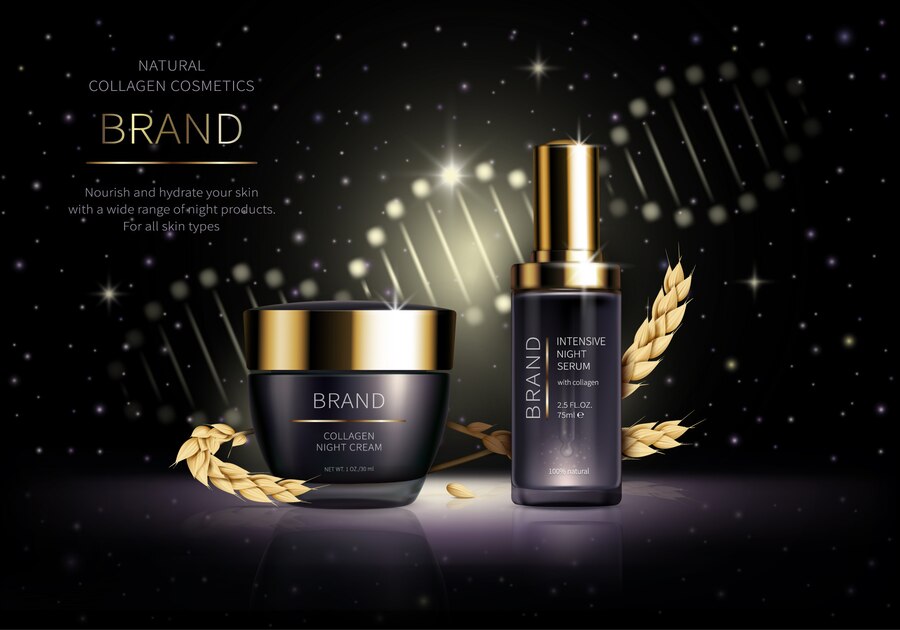 NATURAL
COLLAGEN COSMETICS
BRAND
Nourish and hydrate your skin
with a wide range of night products.
For all skin types
BRAND
COLLAGEN
NIGHT CREAM
NET WT. 1 OZ./30 ml
BRAND
INTENSIVE
NIGHT
SERUM
with collagen
2.5 FL.OZ.
75ml ℮
100% natural